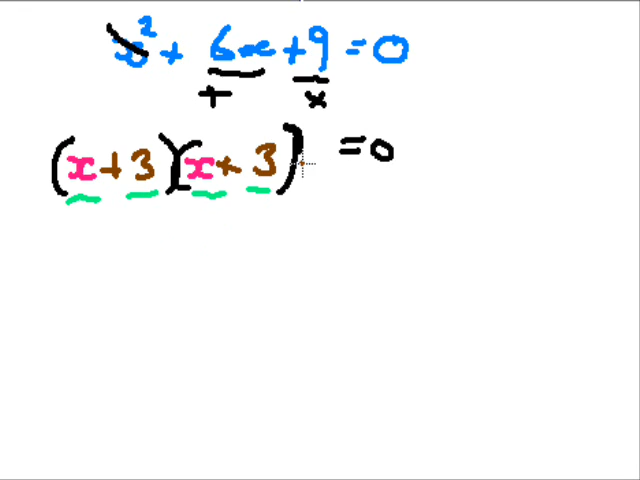 x² + 6x + 9 = 0
+ x
(x + 3)(x + 3) = 0